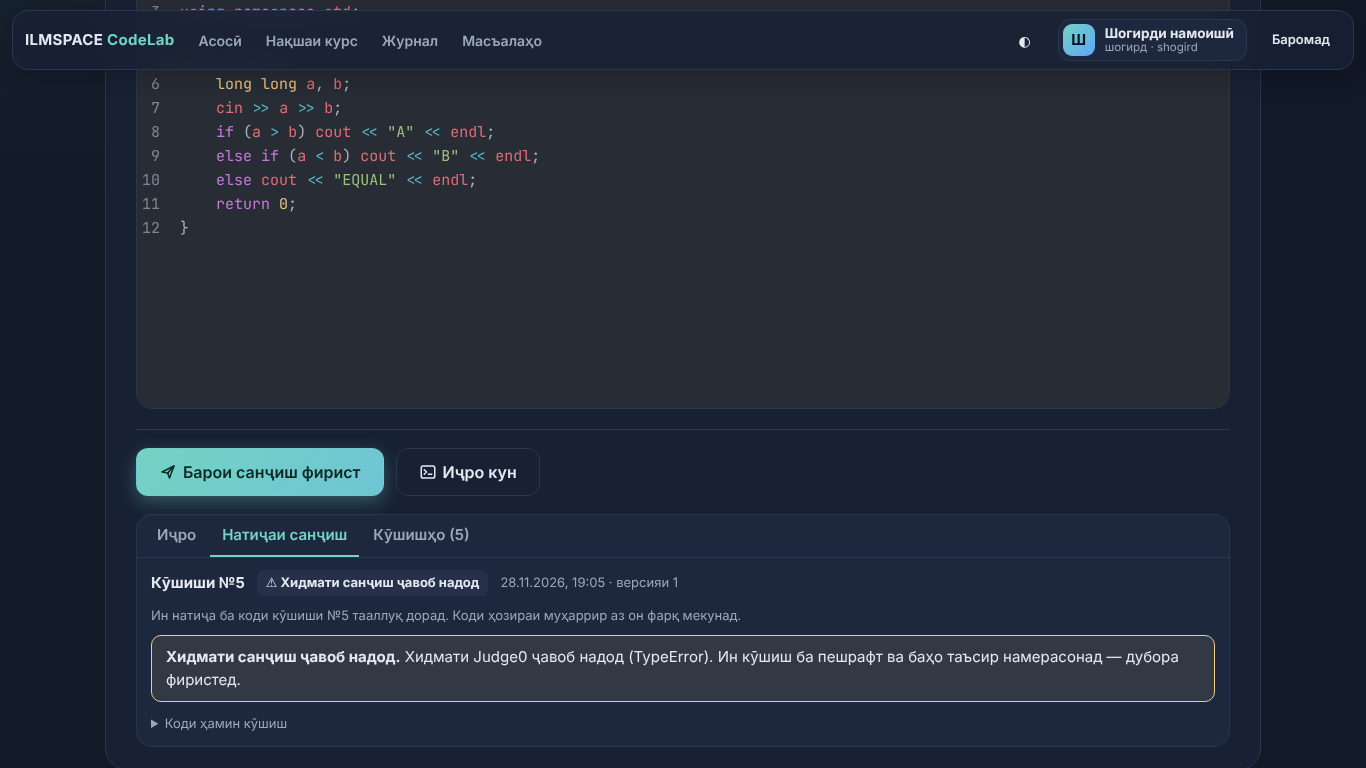 ILMSPACE CodeLab Асосӣ Нақшаи курс Журнал Масъалаҳо ◐ Ш Шогирди намоишӣ Баромад
шогирд · shogird
6 long long a, b;
7 cin >> a >> b;
8 if (a > b) cout << "A" << endl;
9 else if (a < b) cout << "B" << endl;
10 else cout << "EQUAL" << endl;
11 return 0;
12 }
Барои санҷиш фирист Иҷро кун
Иҷро Натиҷаи санҷиш Кӯшишҳо (5)
Кӯшиши №5 ⚠ Хидмати санҷиш ҷавоб надод 28.11.2026, 19:05 · версияи 1
Ин натиҷа ба коди кӯшиши №5 тааллуқ дорад. Коди ҳозираи муҳаррир аз он фарқ мекунад.
Хидмати санҷиш ҷавоб надод. Хидмати Judge0 ҷавоб надод (TypeError). Ин кӯшиш ба пешрафт ва баҳо таъсир намерасонад — дубора
фиристед.
▶ Коди ҳамин кӯшиш